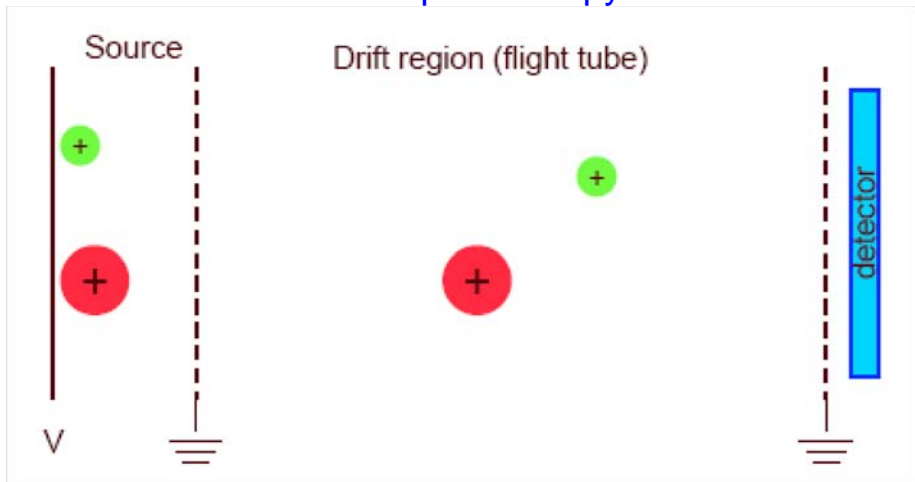 Source
Drift region (flight tube)
+
+
+
+
detector
V